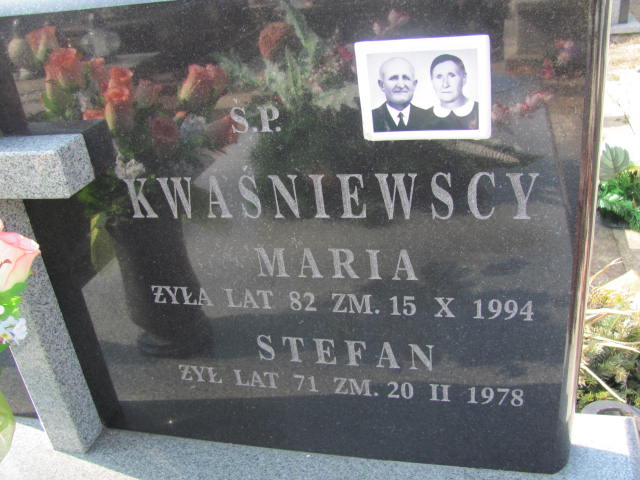 Ś.P.
KWAŚNIEWSCY
MARIA
ŻYŁA LAT 82 ZM. 15 X 1994
STEFAN
ŻYŁ LAT 71 ZM. 20 II 1978